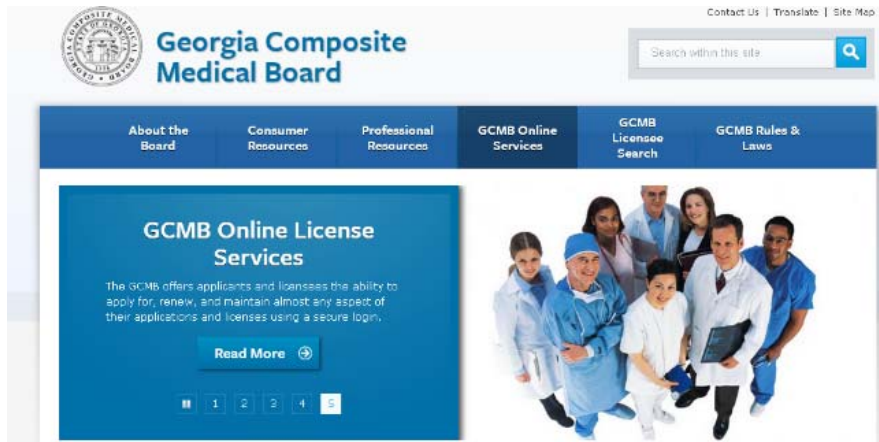 Contact Us | Translate | Site Map
Georgia Composite
Medical Board
Search within this site
About the
Board
Consumer
Resources
Professional
Resources
GCMB Online
Services
GCMB
Licensee
Search
GCMB Rules &
Laws
GCMB Online License
Services
The GCMB offers applicants and licensees the ability to
apply for, renew, and maintain almost any aspect of
their applications and licenses using a secure login.
Read More
1 2 3 4 5